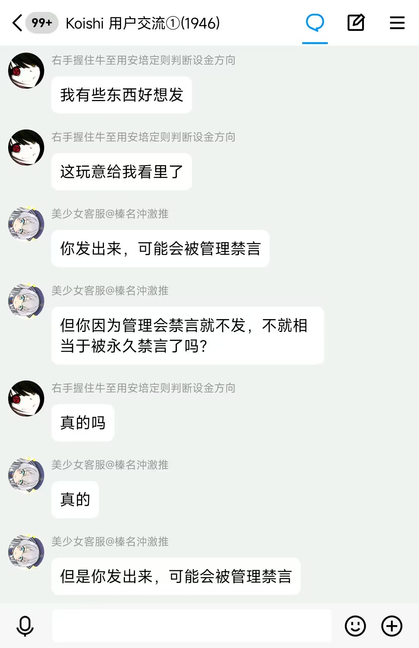 99+
Koishi 用户交流①(1946)
右手握住牛至用安培定则判断设金方向
我有些东西好想发
右手握住牛至用安培定则判断设金方向
这玩意给我看里了
美少女客服@榛名沖激推
你发出来，可能会被管理禁言
美少女客服@榛名沖激推
但你因为管理会禁言就不发，不就相
当于被永久禁言了吗？
右手握住牛至用安培定则判断设金方向
真的吗
美少女客服@榛名沖激推
真的
美少女客服@榛名沖激推
但是你发出来，可能会被管理禁言